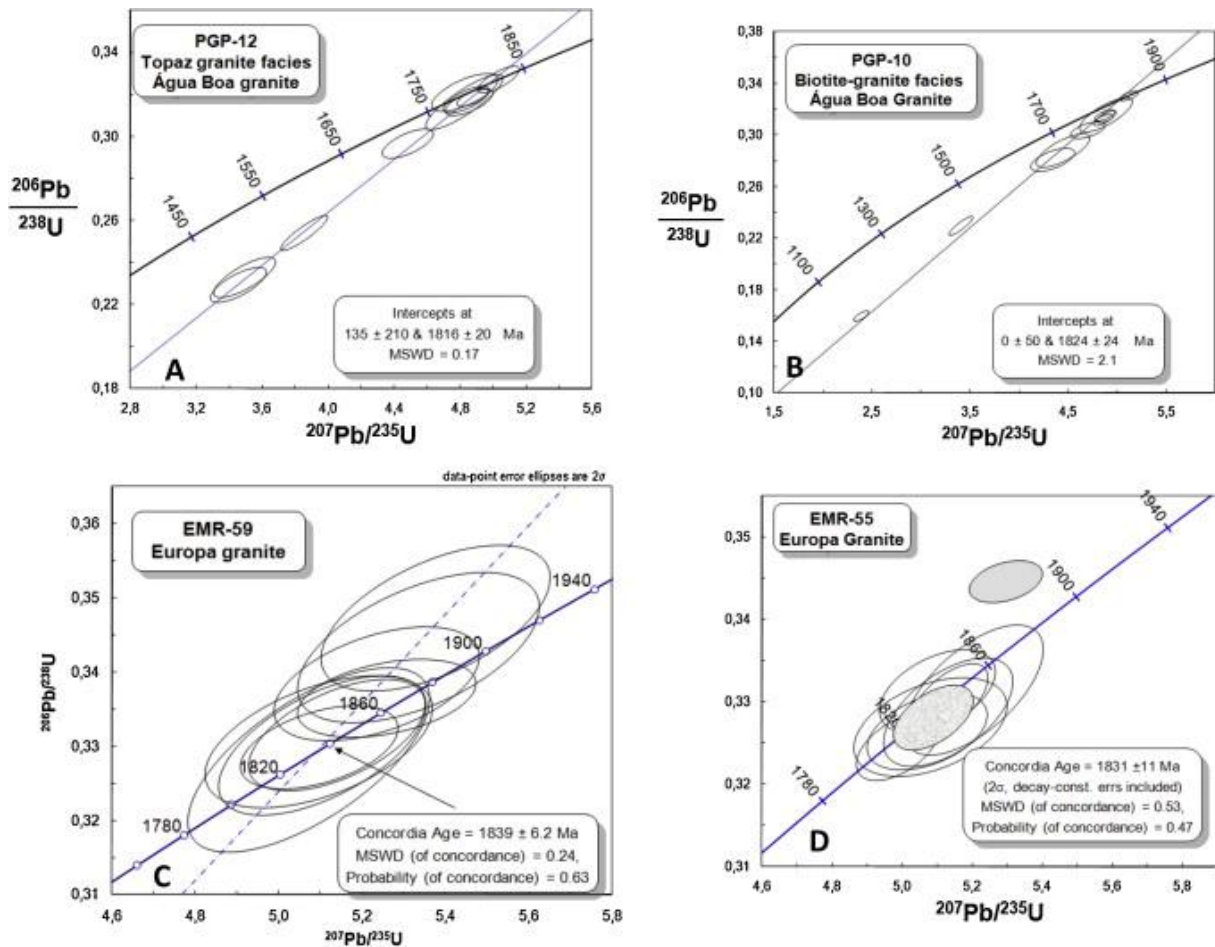 PGP-12
Topaz granite facies
Água Boa granite
0,34
0,30
0,26
0,22
0,18
206Pb
238U
1450
1550
1650
1750
1850
Intercepts at
135 ± 210 & 1816 ± 20 Ma
MSWD = 0.17
A
2,8 3,2 3,6 4,0 4,4 4,8 5,2 5,6
207Pb/235U
PGP-10
Biotite-granite facies
Água Boa Granite
0,38
0,34
0,30
0,26
0,22
0,18
0,14
0,10
206Pb
238U
1100
1300
1500
1700
1900
Intercepts at
0 ± 50 & 1824 ± 24 Ma
MSWD = 2.1
B
1,5 2,5 3,5 4,5 5,5
207Pb/235U
data-point error ellipses are 2σ
EMR-59
Europa granite
0,36
0,35
0,34
0,33
0,32
0,31
206Pb/238U
1780
1820
1860
1900
1940
Concordia Age = 1839 ± 6.2 Ma
MSWD (of concordance) = 0.24,
Probability (of concordance) = 0.63
C
4,6 4,8 5,0 5,2 5,4 5,6 5,8
207Pb/235U
EMR-55
Europa Granite
0,35
0,34
0,33
0,32
0,31
206Pb/238U
1780
1860
1900
1940
Concordia Age = 1831 ±11 Ma
(2σ, decay-const. errs included)
MSWD (of concordance) = 0.53,
Probability (of concordance) = 0.47
D
4,6 4,8 5,0 5,2 5,4 5,6 5,8
207Pb/235U